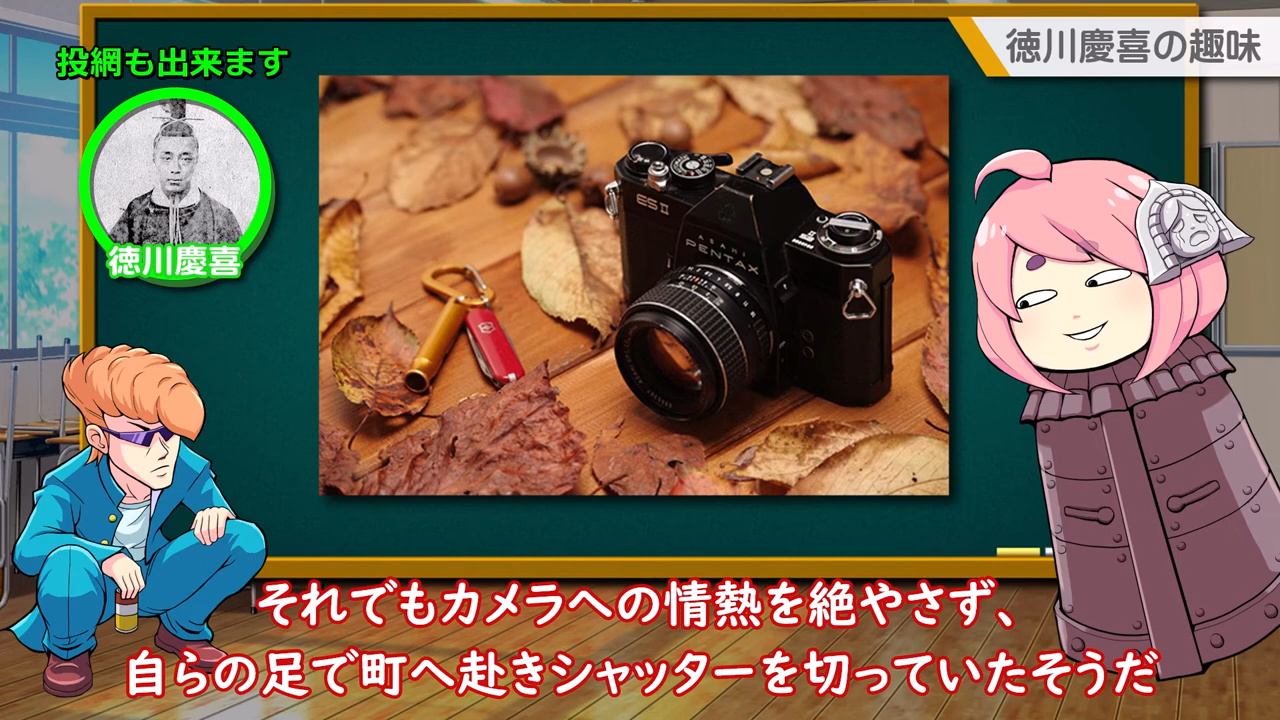 投網も出来ます
徳川慶喜の趣味
徳川慶喜
ES II
ASAHI
PENTAX
それでもカメラへの情熱を絶やさず、
自らの足で町へ赴きシャッターを切っていたそうだ